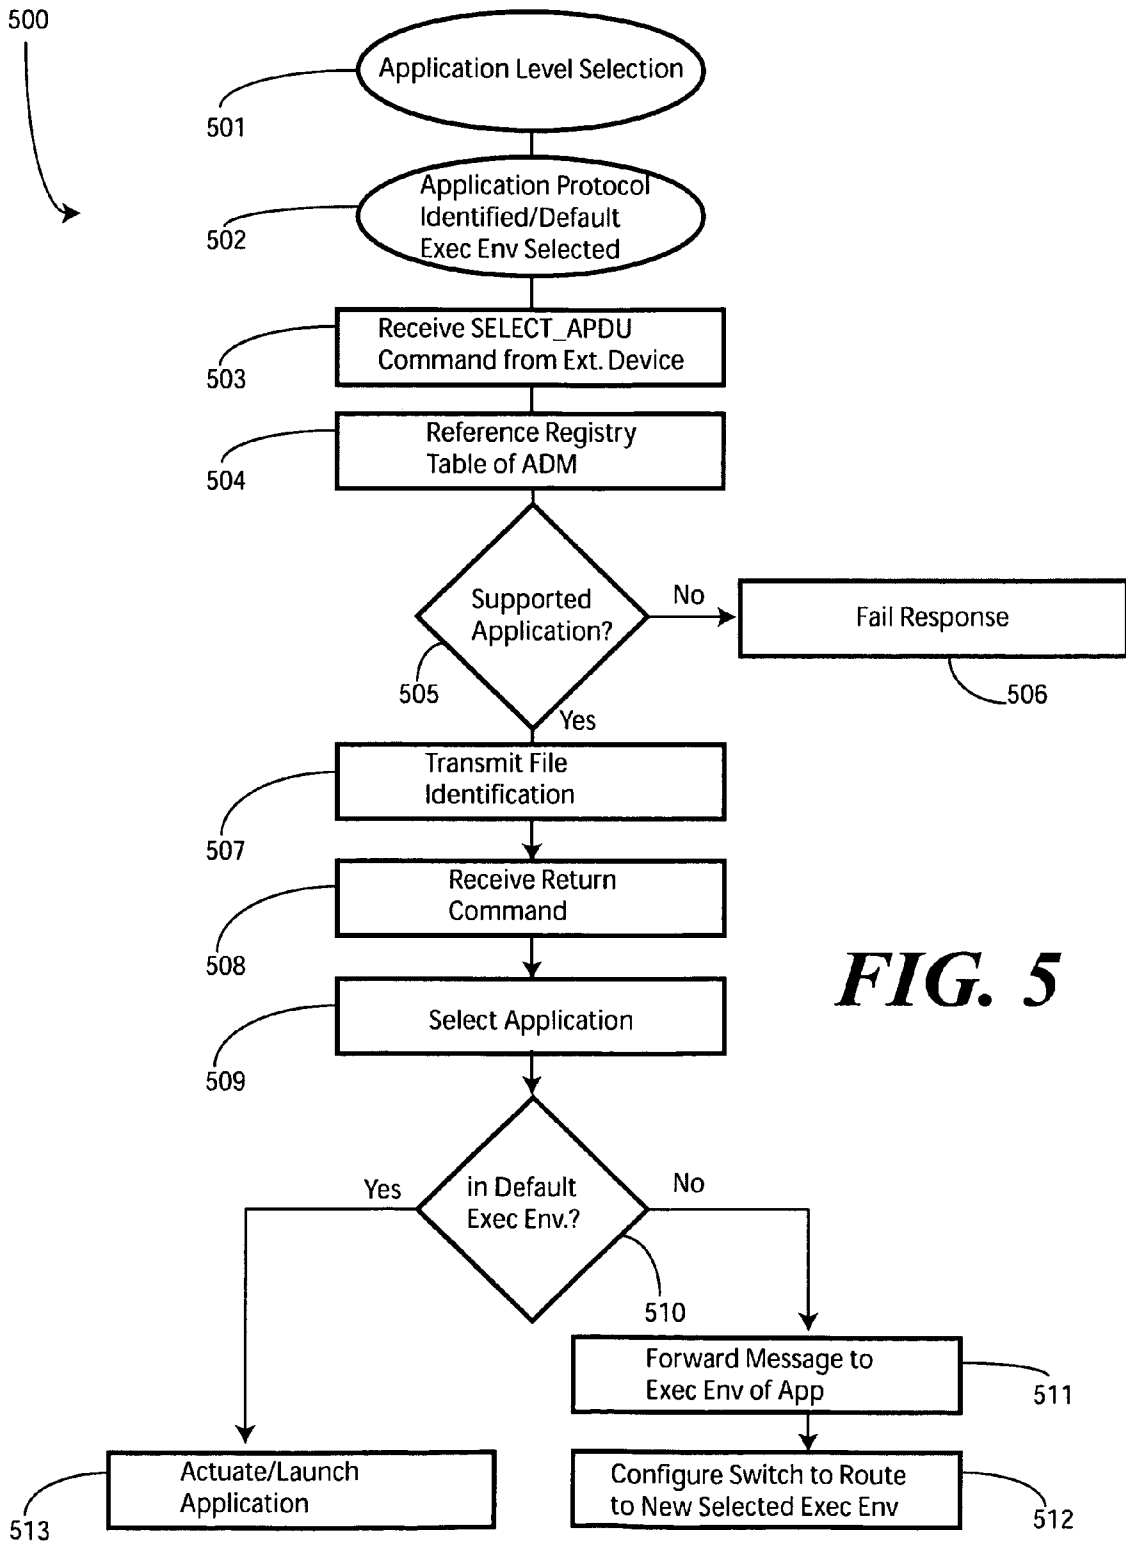 500
Application Level Selection
501
Application Protocol
Identified/Default
Exec Env Selected
502
Receive SELECT_APDU
Command from Ext. Device
503
Reference Registry
Table of ADM
504
Supported
Application?
No
Fail Response
505
506
Yes
Transmit File
Identification
507
Receive Return
Command
508
FIG. 5
Select Application
509
in Default
Exec Env.?
Yes
No
510
Forward Message to
Exec Env of App
511
Actuate/Launch
Application
513
Configure Switch to Route
to New Selected Exec Env
512